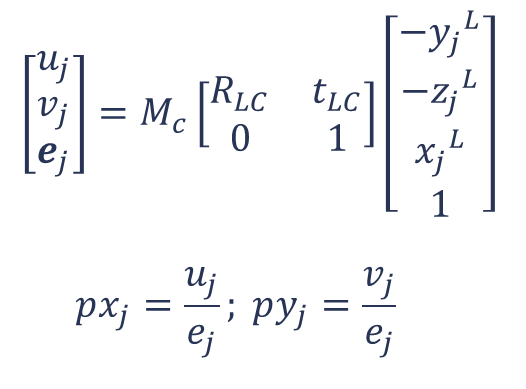 [u_j; v_j; e_j] = M_c [R_LC t_LC; 0 1] [−y_j^L; −z_j^L; x_j^L; 1]
px_j = u_j / e_j ; py_j = v_j / e_j